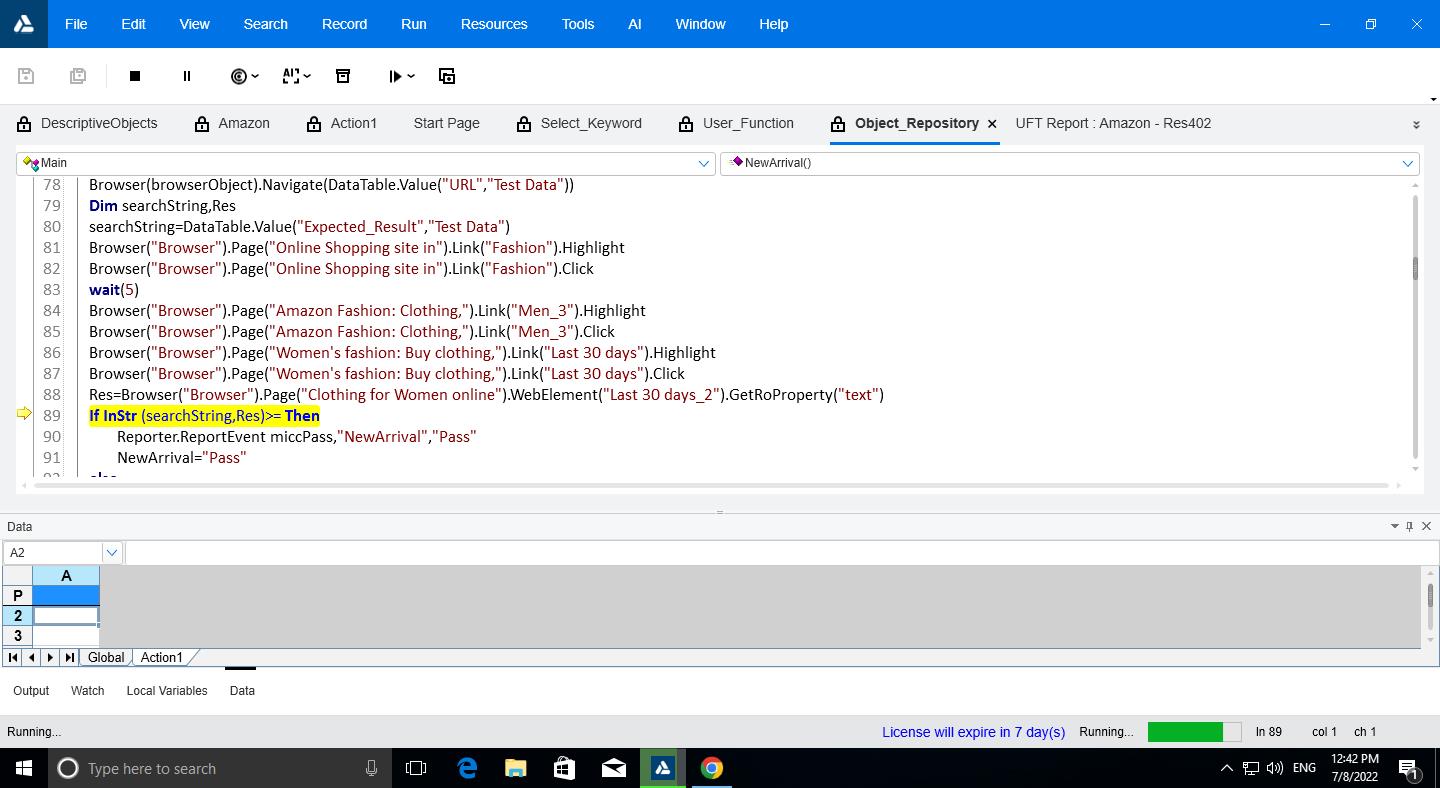 File Edit View Search Record Run Resources Tools AI Window Help
DescriptiveObjects Amazon Action1 Start Page Select_Keyword User_Function Object_Repository × UFT Report : Amazon - Res402
Main NewArrival()
78 Browser(browserObject).Navigate(DataTable.Value("URL","Test Data"))
79 Dim searchString,Res
80 searchString=DataTable.Value("Expected_Result","Test Data")
81 Browser("Browser").Page("Online Shopping site in").Link("Fashion").Highlight
82 Browser("Browser").Page("Online Shopping site in").Link("Fashion").Click
83 wait(5)
84 Browser("Browser").Page("Amazon Fashion: Clothing,").Link("Men_3").Highlight
85 Browser("Browser").Page("Amazon Fashion: Clothing,").Link("Men_3").Click
86 Browser("Browser").Page("Women's fashion: Buy clothing,").Link("Last 30 days").Highlight
87 Browser("Browser").Page("Women's fashion: Buy clothing,").Link("Last 30 days").Click
88 Res=Browser("Browser").Page("Clothing for Women online").WebElement("Last 30 days_2").GetRoProperty("text")
89 If InStr (searchString,Res)>= Then
90 Reporter.ReportEvent miccPass,"NewArrival","Pass"
91 NewArrival="Pass"
92 else
Data
A2
A
P
2
3
Global Action1
Output Watch Local Variables Data
Running... License will expire in 7 day(s) Running... ln 89 col 1 ch 1
Type here to search ENG 12:42 PM
7/8/2022 1